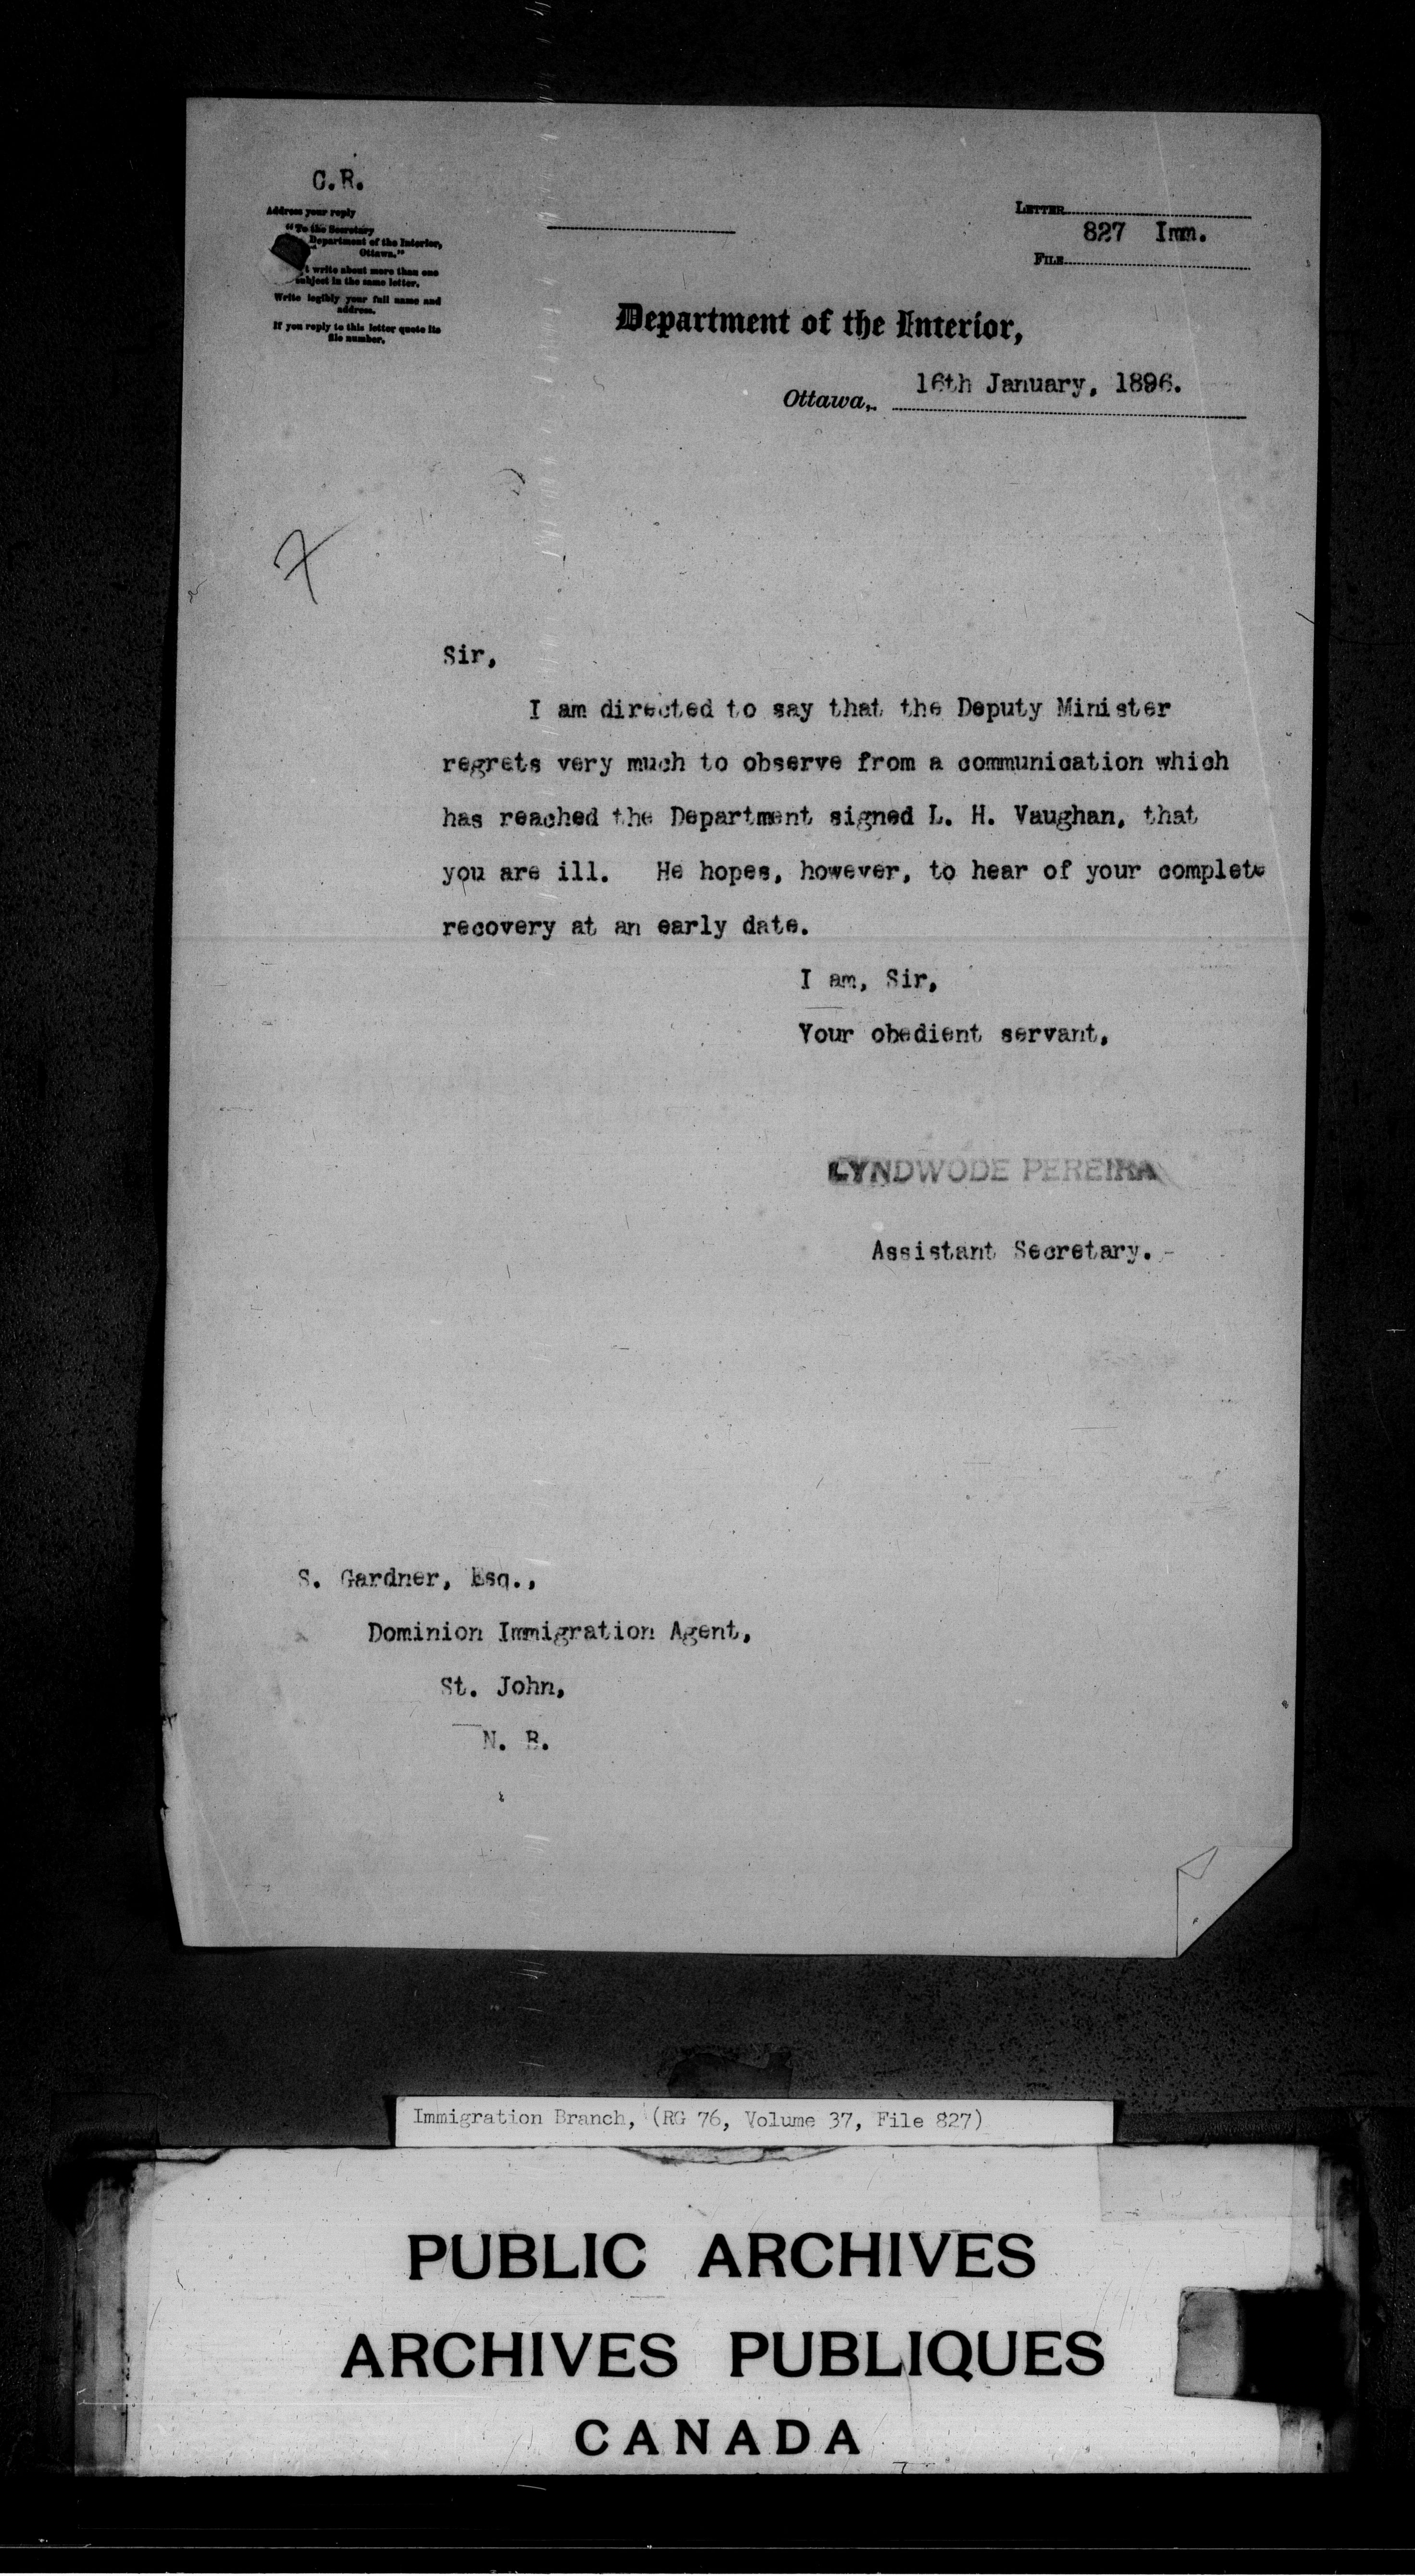 C.R.
Address your reply
"To the Secretary
Department of the Interior,
Ottawa."
write about more than one
subject in the same letter.
Write legibly your full name and
address.
If you reply to this letter quote its
file number.
LETTER
827 Imm.
FILE
Department of the Interior,
Ottawa, 16th January, 1896.
7
Sir,
I am directed to say that the Deputy Minister
regrets very much to observe from a communication which
has reached the Department signed L. H. Vaughan, that
you are ill. He hopes, however, to hear of your complete
recovery at an early date.
I am, Sir,
Your obedient servant,
LYNDWODE PEREIRA
Assistant Secretary.-
S. Gardner, Esq.,
Dominion Immigration Agent,
St. John,
N. B.
Immigration Branch, (RG 76, Volume 37, File 827)
PUBLIC ARCHIVES
ARCHIVES PUBLIQUES
CANADA